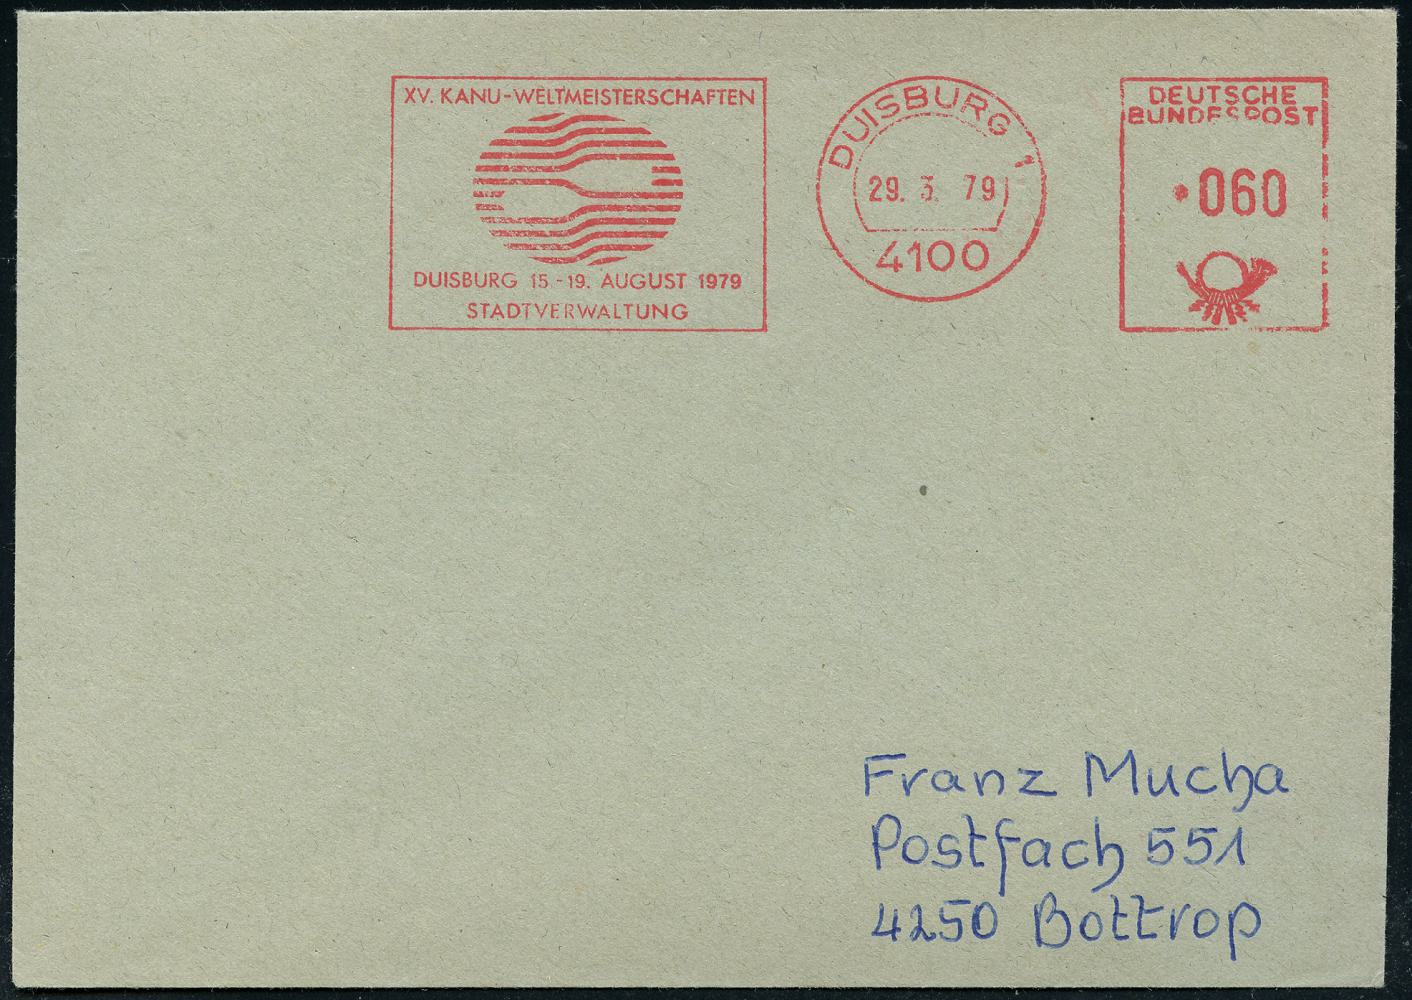 XV. KANU-WELTMEISTERSCHAFTEN
DUISBURG 15.-19. AUGUST 1979
STADTVERWALTUNG
DUISBURG 1
29. 3. 79
4100
DEUTSCHE
BUNDESPOST
060
Franz Mucha
Postfach 551
4250 Bottrop